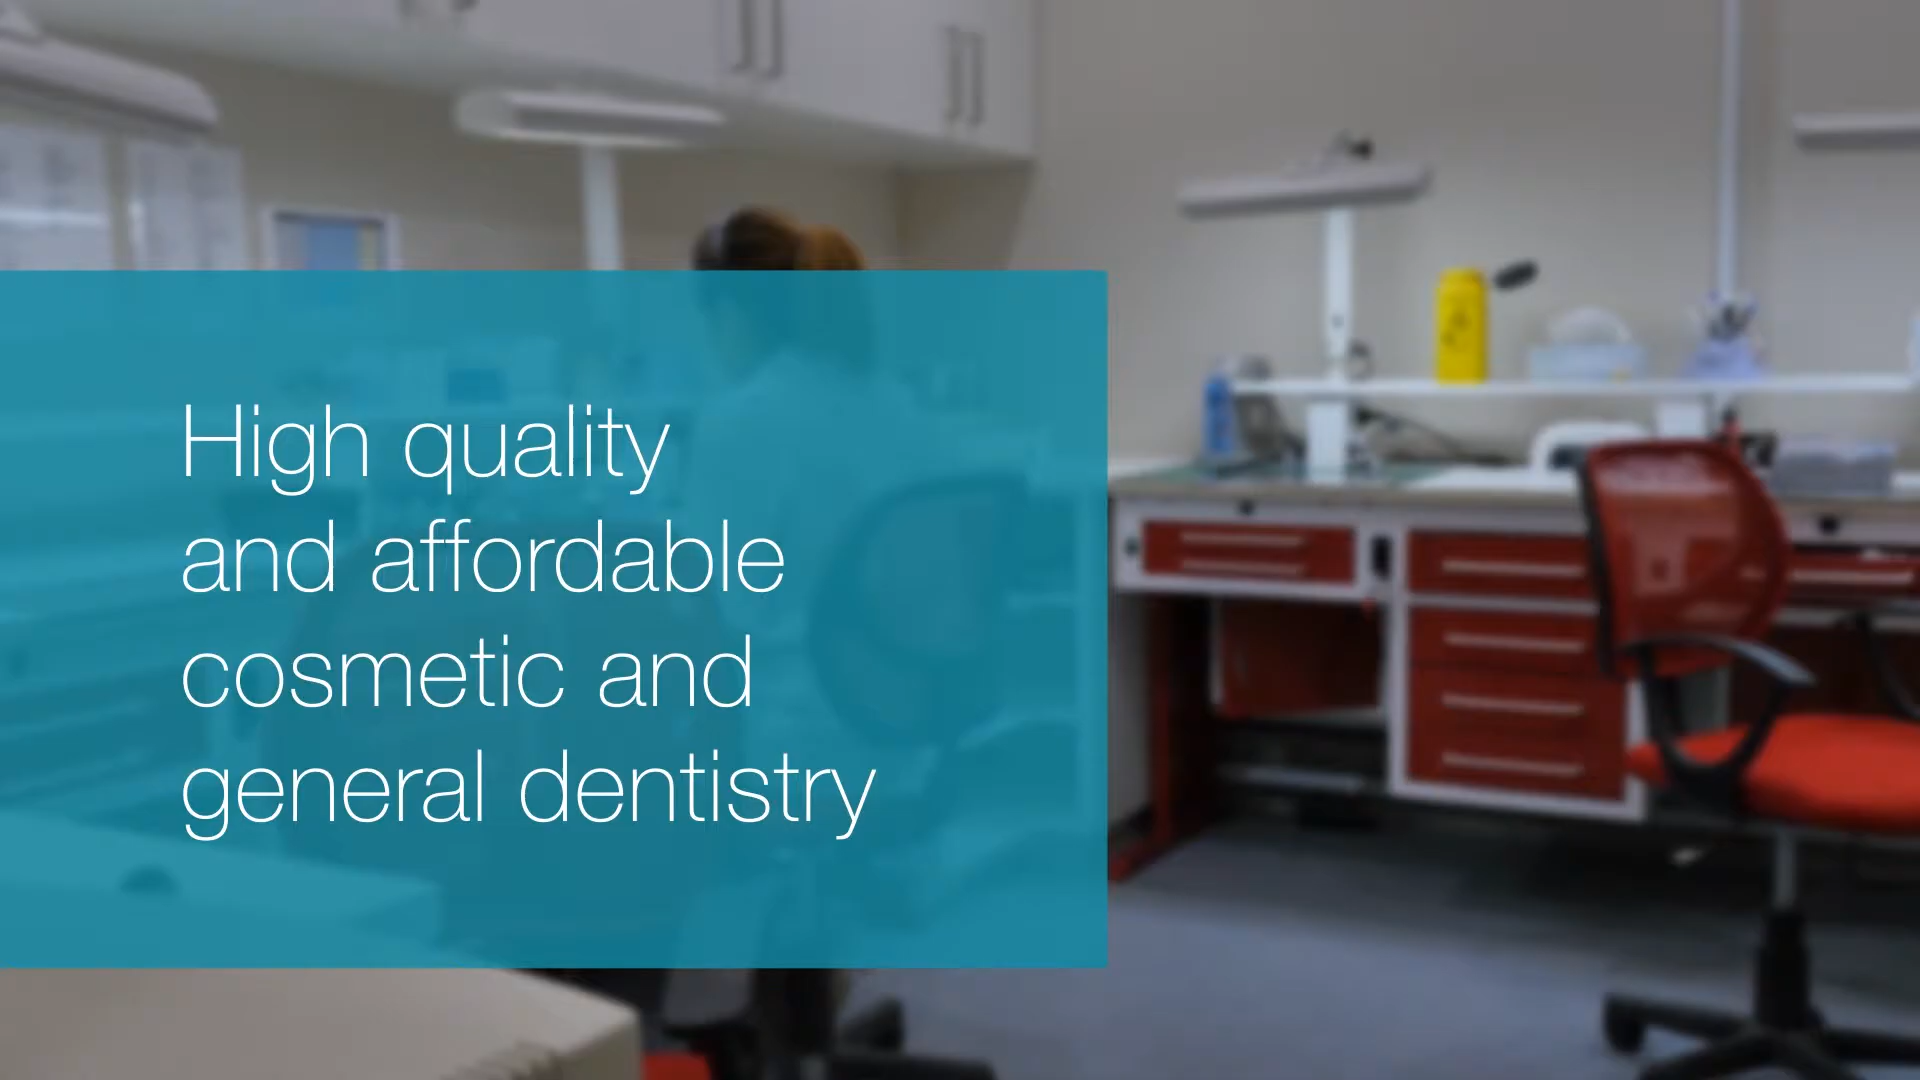 High quality
and affordable
cosmetic and
general dentistry